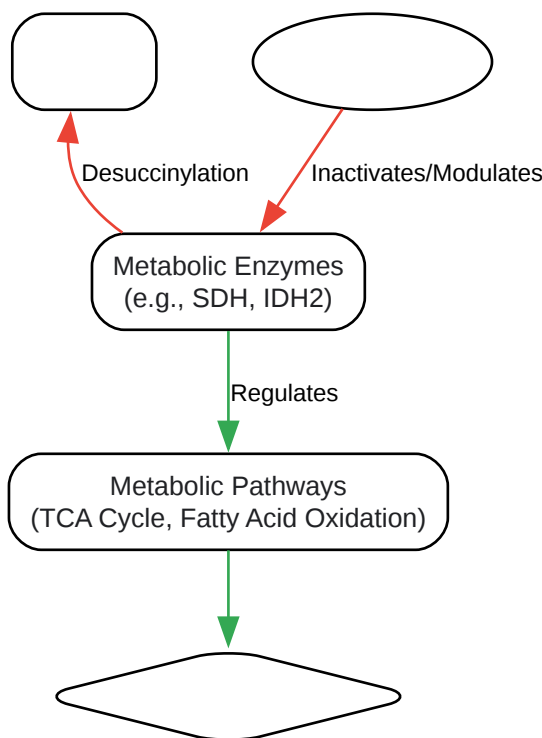 Desuccinylation
Inactivates/Modulates
Metabolic Enzymes
(e.g., SDH, IDH2)
Regulates
Metabolic Pathways
(TCA Cycle, Fatty Acid Oxidation)